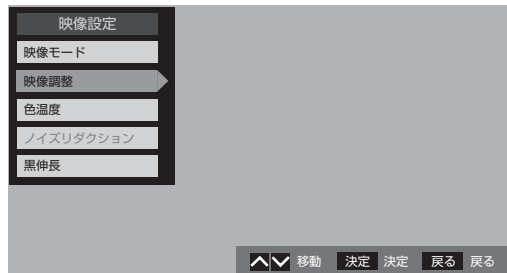 映像設定
映像モード
映像調整
色温度
ノイズリダクション
黒伸長
移動 決定 決定 戻る 戻る